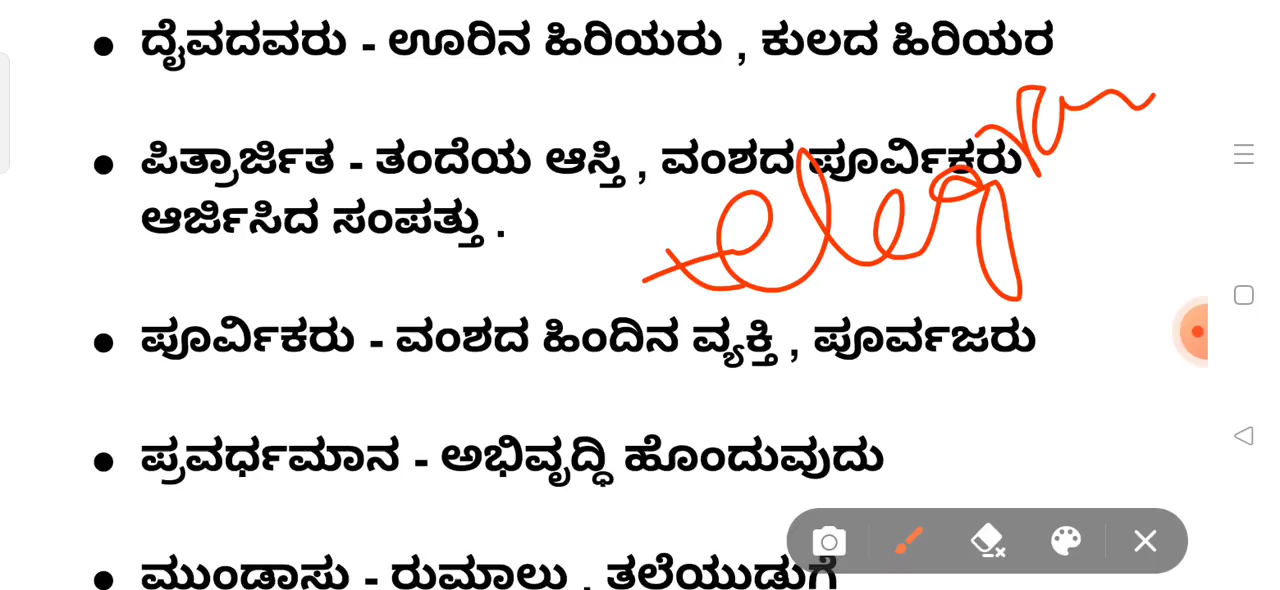 • ದೈವದವರು - ಊರಿನ ಹಿರಿಯರು , ಕುಲದ ಹಿರಿಯರ
• ಪಿತ್ರಾರ್ಜಿತ - ತಂದೆಯ ಆಸ್ತಿ , ವಂಶದ ಪೂರ್ವಿಕರು
ಆರ್ಜಿಸಿದ ಸಂಪತ್ತು .
• ಪೂರ್ವಿಕರು - ವಂಶದ ಹಿಂದಿನ ವ್ಯಕ್ತಿ , ಪೂರ್ವಜರು
• ಪ್ರವರ್ಧಮಾನ - ಅಭಿವೃದ್ಧಿ ಹೊಂದುವುದು
• ಮುಂಡಾಸು - ರುಮಾಲು , ತಲೆಯುಡುಗೆ